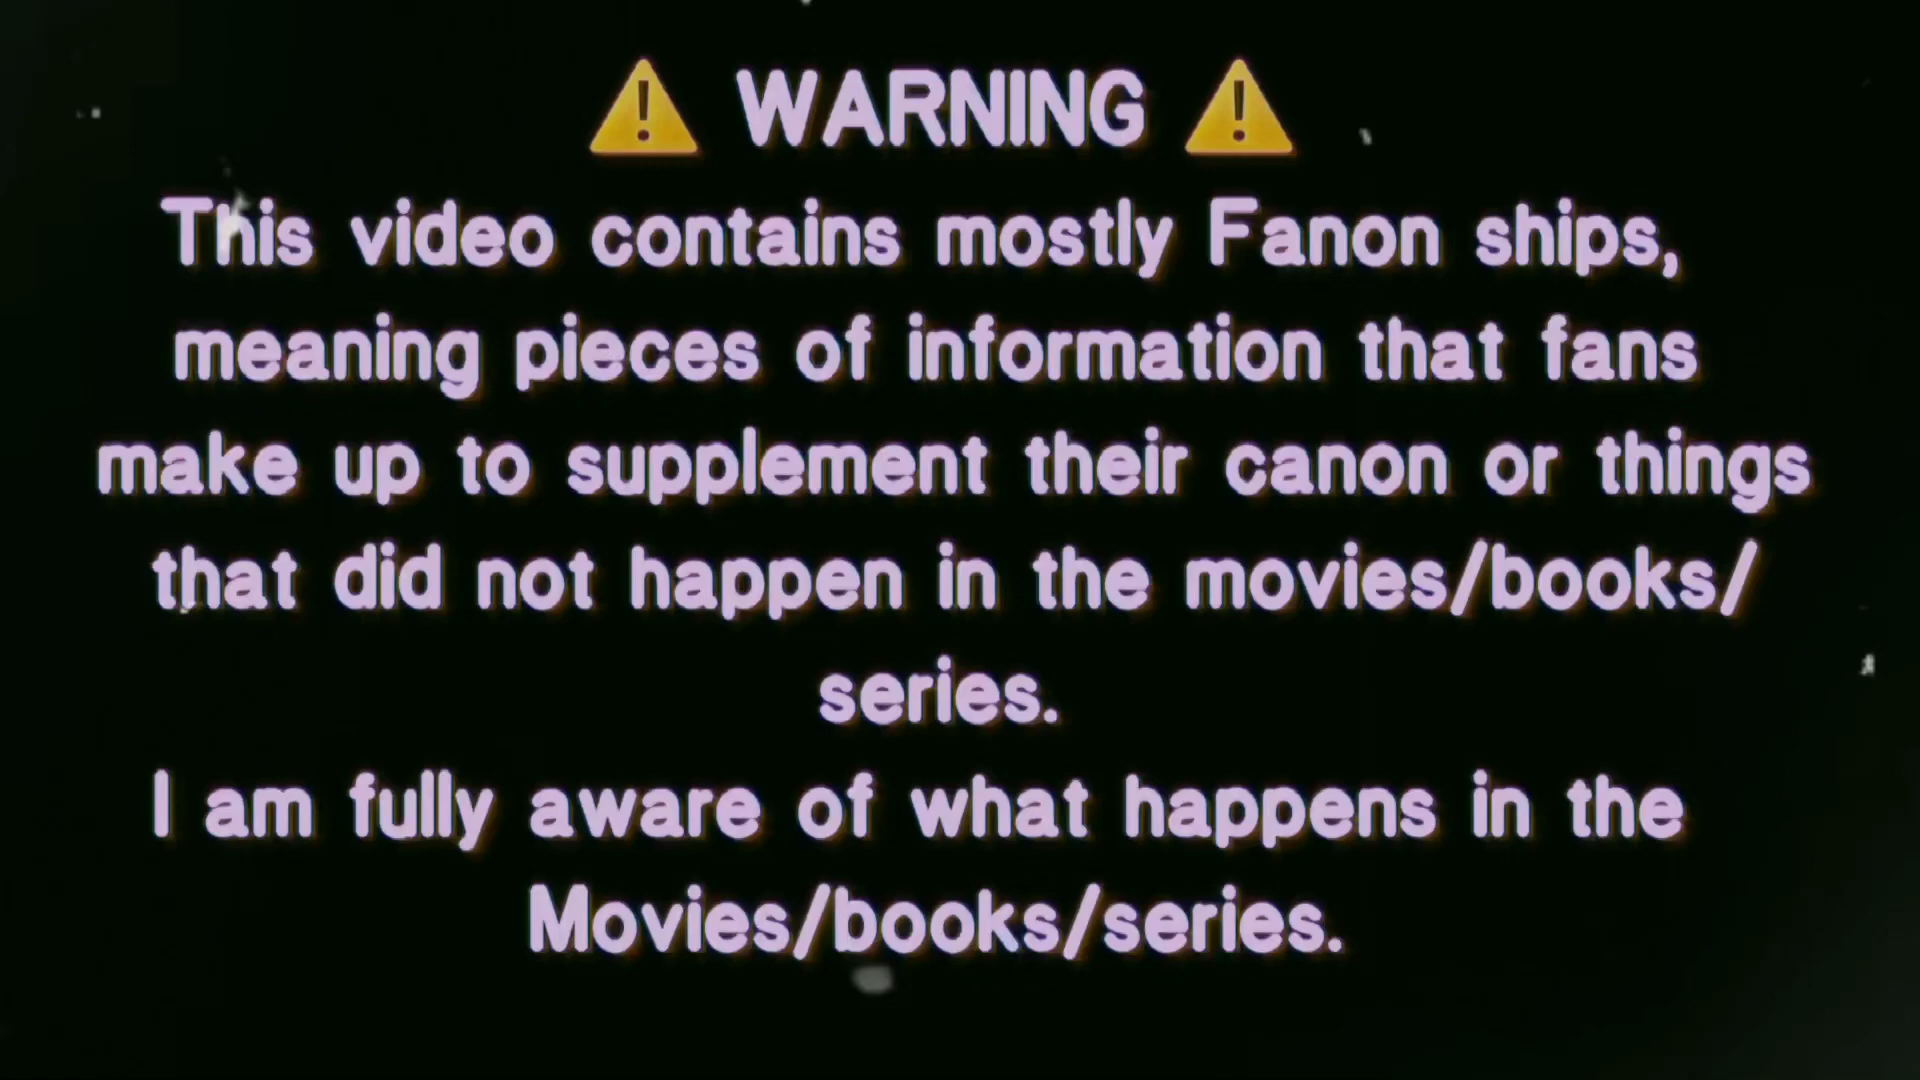 ⚠️ WARNING ⚠️
This video contains mostly Fanon ships,
meaning pieces of information that fans
make up to supplement their canon or things
that did not happen in the movies/books/
series.
I am fully aware of what happens in the
Movies/books/series.